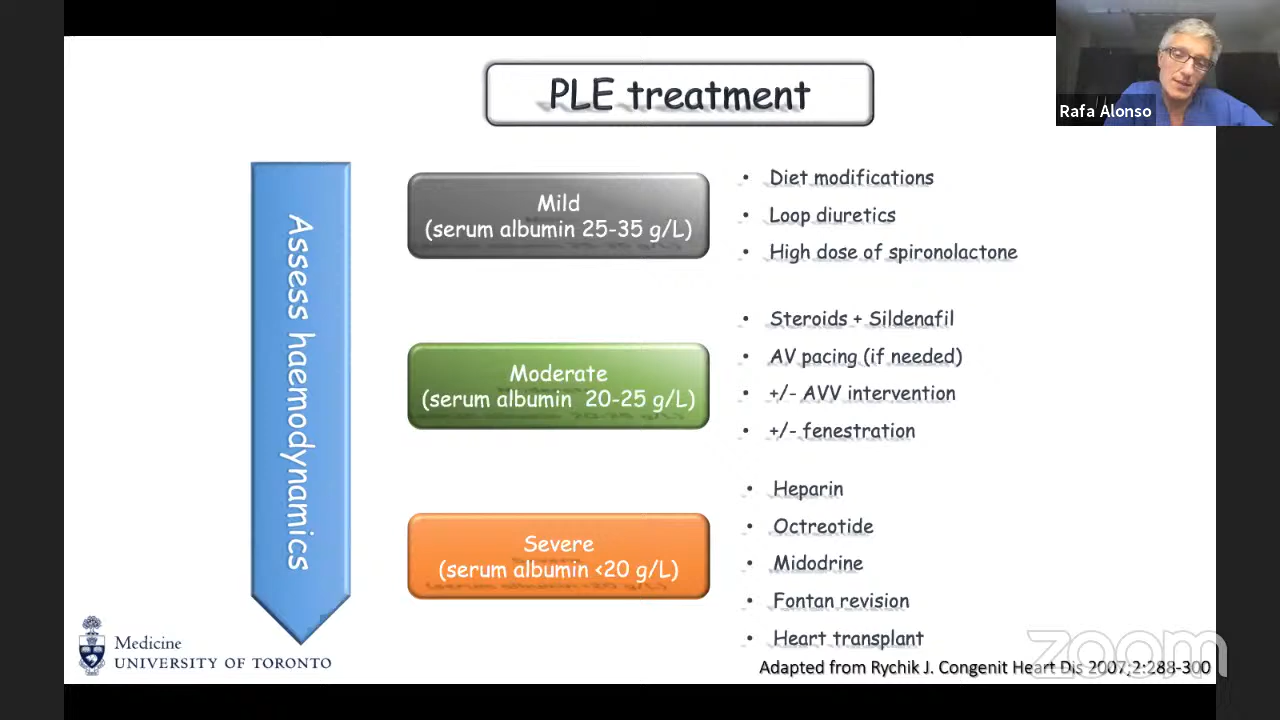 PLE treatment
Rafa Alonso
Assess haemodynamics
Mild
(serum albumin 25-35 g/L)
• Diet modifications
• Loop diuretics
• High dose of spironolactone
Moderate
(serum albumin 20-25 g/L)
• Steroids + Sildenafil
• AV pacing (if needed)
• +/- AVV intervention
• +/- fenestration
Severe
(serum albumin <20 g/L)
• Heparin
• Octreotide
• Midodrine
• Fontan revision
• Heart transplant
Medicine
UNIVERSITY OF TORONTO
zoom
Adapted from Rychik J. Congenit Heart Dis 2007;2:288-300